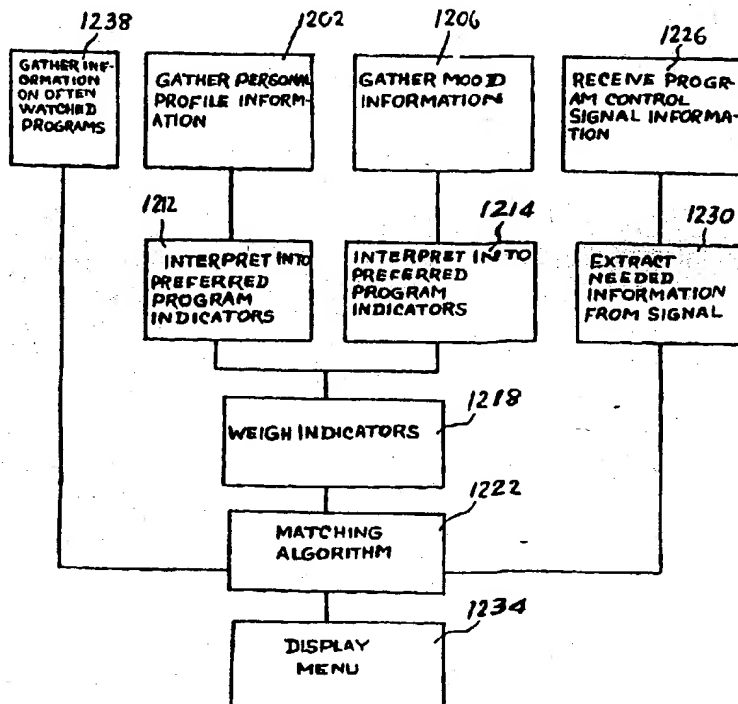 1238
1202
1206
1226
GATHER IN-
FORMATION
ON OFTEN
WATCHED
PROGRAMS
GATHER PERSONAL
PROFILE INFORM-
ATION
GATHER MOOD
INFORMATION
RECEIVE PROGR-
AM CONTROL
SIGNAL INFORMA-
TION
1212
1214
1230
INTERPRET INTO
PREFERRED
PROGRAM
INDICATORS
INTERPRET INTO
PREFERRED
PROGRAM
INDICATORS
EXTRACT
NEEDED
INFORMATION
FROM SIGNAL
1218
WEIGH INDICATORS
1222
MATCHING
ALGORITHM
1234
DISPLAY
MENU